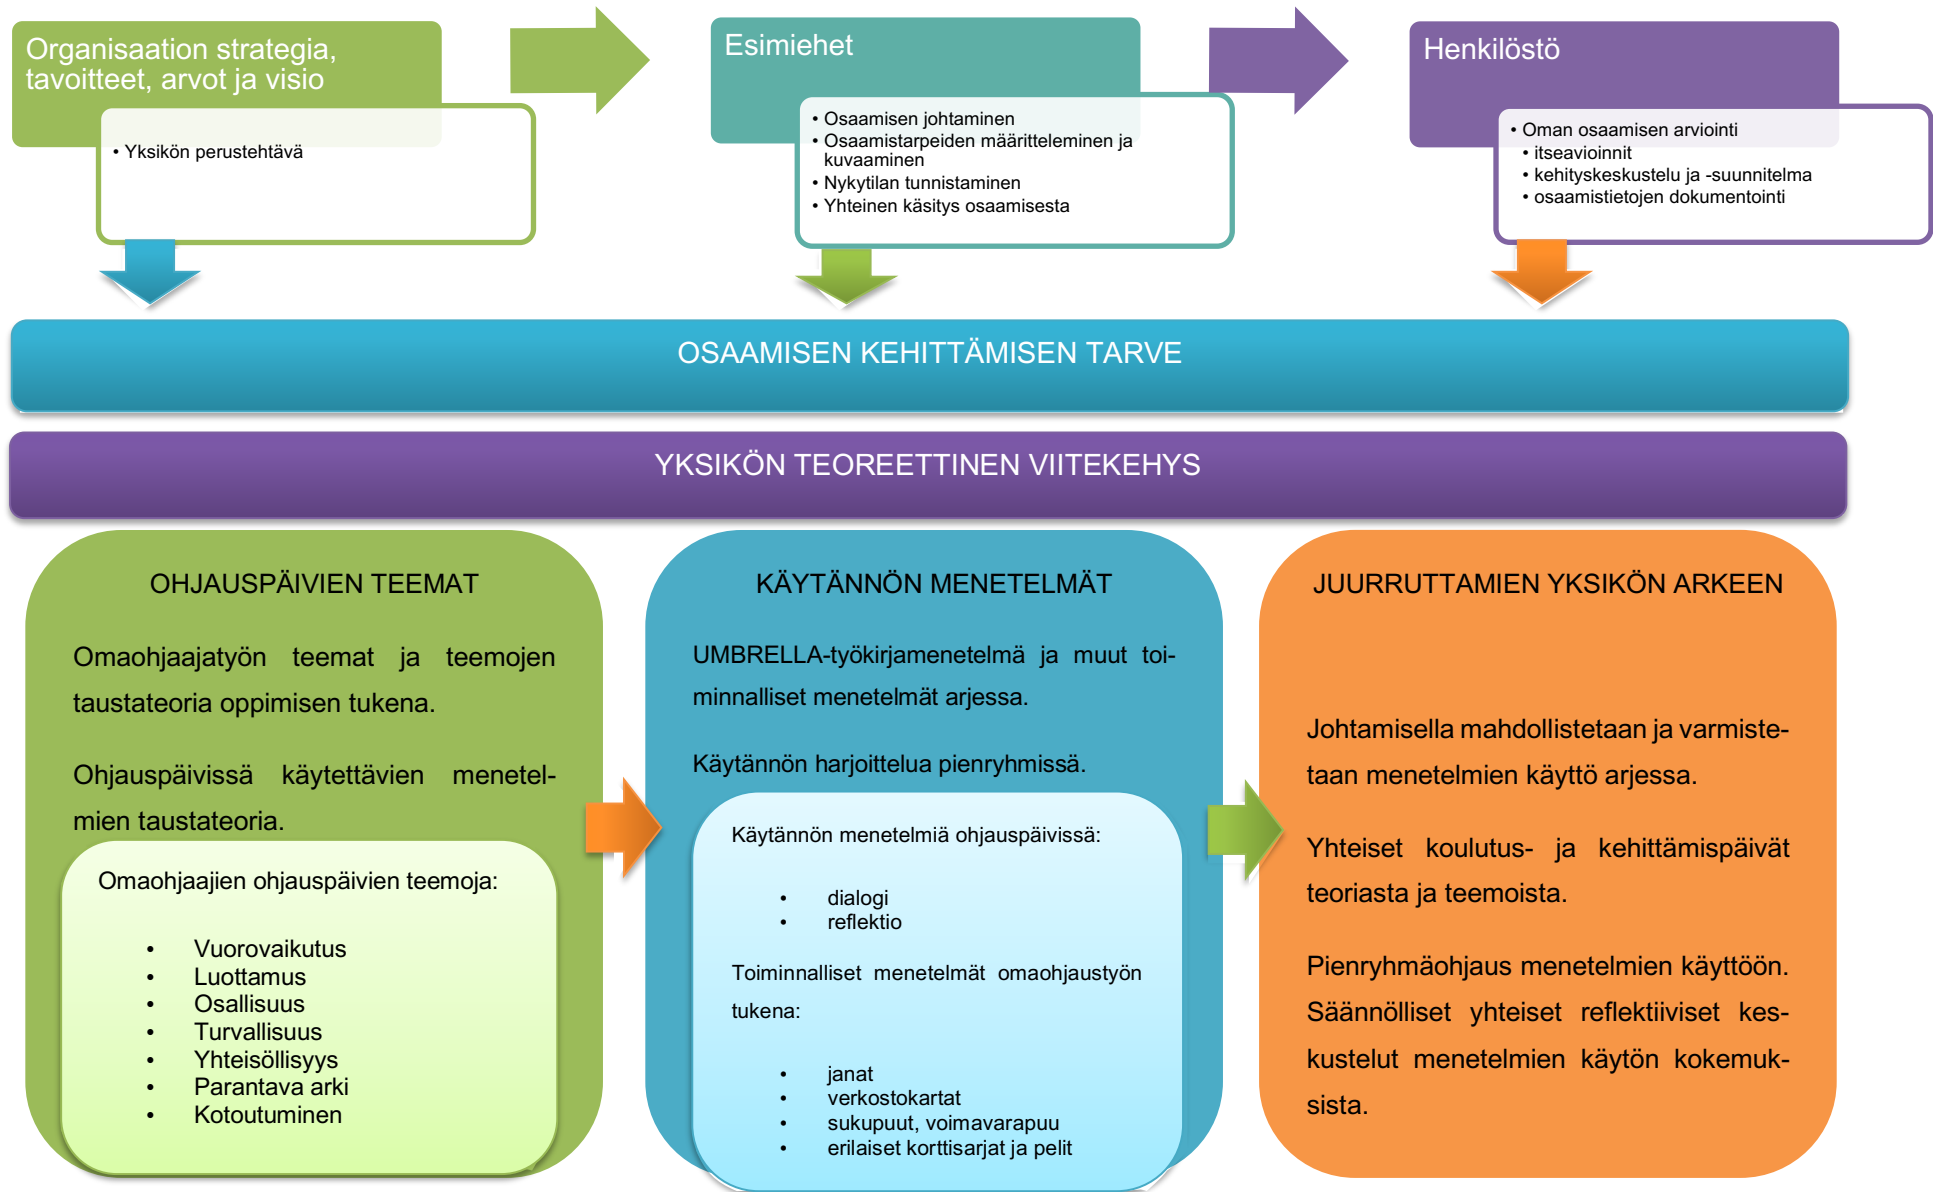 Organisaation strategia,
tavoitteet, arvot ja visio
• Yksikön perustehtävä
Esimiehet
• Osaamisen johtaminen
• Osaamistarpeiden määritteleminen ja
kuvaaminen
• Nykytilan tunnistaminen
• Yhteinen käsitys osaamisesta
Henkilöstö
• Oman osaamisen arviointi
• itseavioinnit
• kehityskeskustelu ja -suunnitelma
• osaamistietojen dokumentointi
OSAAMISEN KEHITTÄMISEN TARVE
YKSIKÖN TEOREETTINEN VIITEKEHYS
OHJAUSPÄIVIEN TEEMAT
Omaohjaajatyön teemat ja teemojen
taustateoria oppimisen tukena.
Ohjauspäivissä käytettävien menetel-
mien taustateoria.
Omaohjaajien ohjauspäivien teemoja:
• Vuorovaikutus
• Luottamus
• Osallisuus
• Turvallisuus
• Yhteisöllisyys
• Parantava arki
• Kotoutuminen
KÄYTÄNNÖN MENETELMÄT
UMBRELLA-työkirjamenetelmä ja muut toi-
minnalliset menetelmät arjessa.
Käytännön harjoittelua pienryhmissä.
Käytännön menetelmiä ohjauspäivissä:
• dialogi
• reflektio
Toiminnalliset menetelmät omaohjaustyön
tukena:
• janat
• verkostokartat
• sukupuut, voimavarapuu
• erilaiset korttisarjat ja pelit
JUURRUTTAMIEN YKSIKÖN ARKEEN
Johtamisella mahdollistetaan ja varmiste-
taan menetelmien käyttö arjessa.
Yhteiset koulutus- ja kehittämispäivät
teoriasta ja teemoista.
Pienryhmäohjaus menetelmien käyttöön.
Säännölliset yhteiset reflektiiviset kes-
kustelut menetelmien käytön kokemuk-
sista.